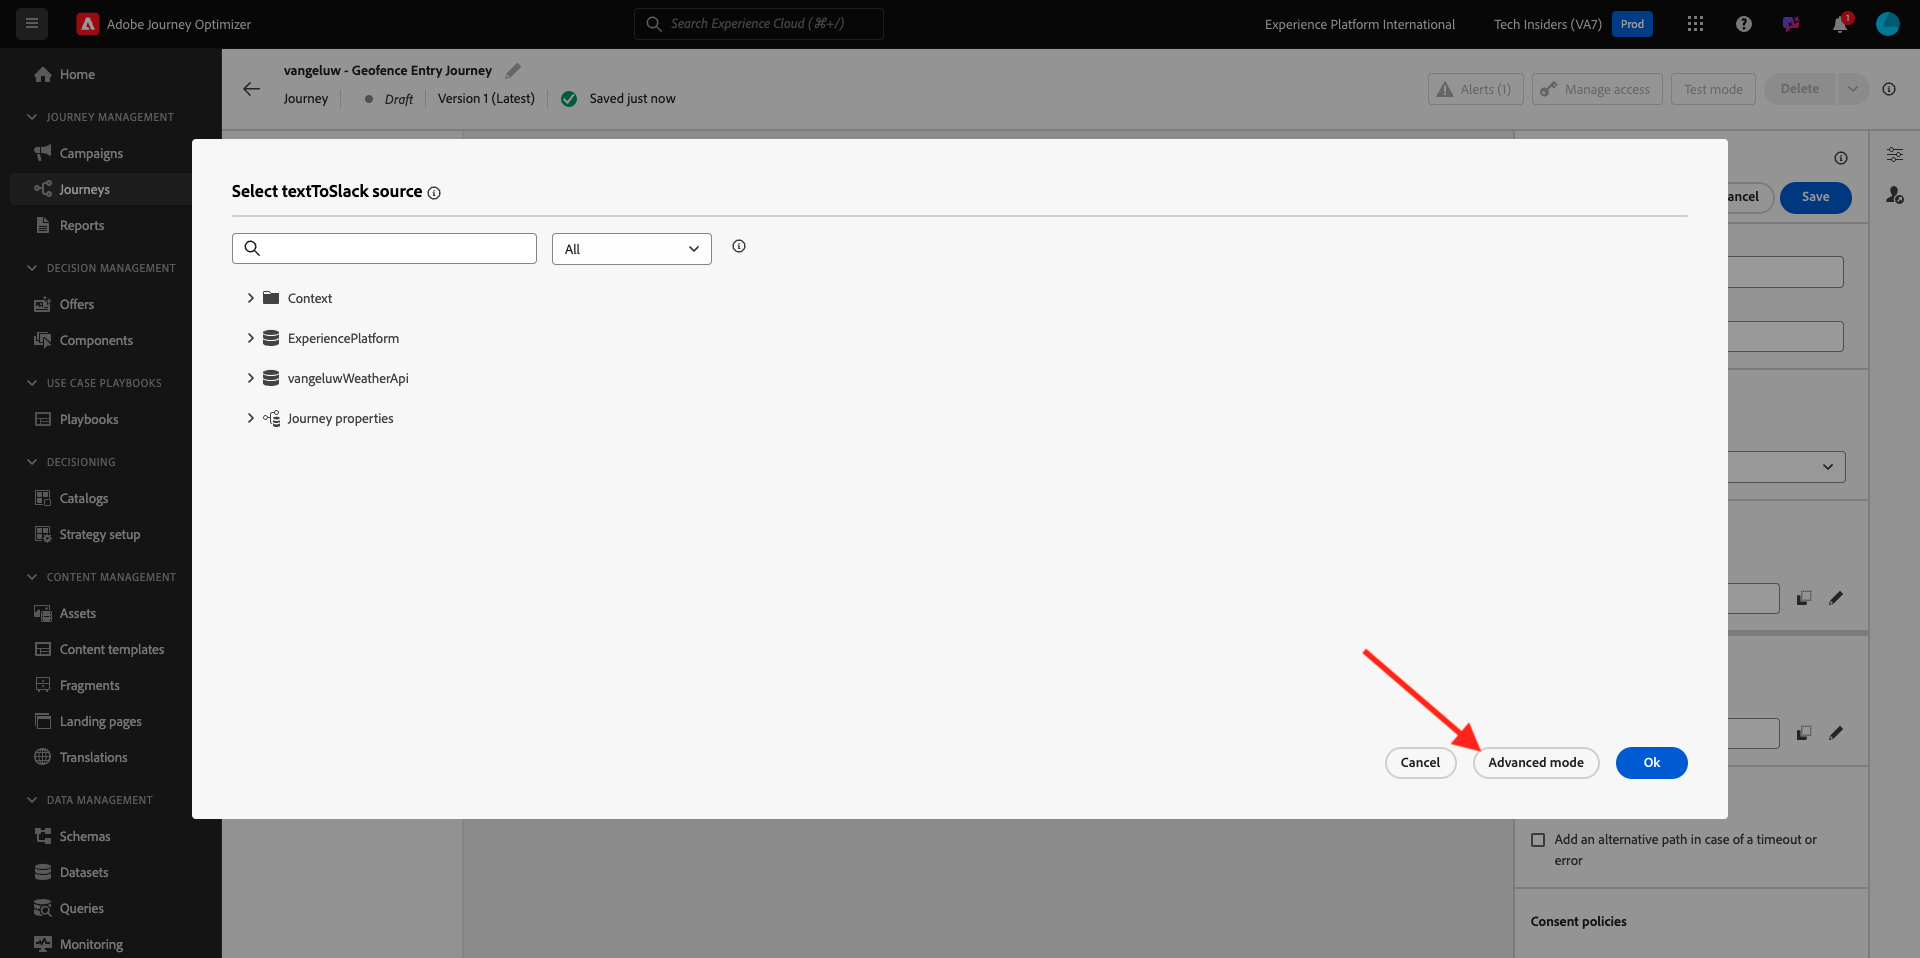 Adobe Journey Optimizer
Search Experience Cloud (⌘+/)
Experience Platform International
Tech Insiders (VA7)
Prod
1
Home
JOURNEY MANAGEMENT
Campaigns
Journeys
Reports
DECISION MANAGEMENT
Offers
Components
USE CASE PLAYBOOKS
Playbooks
DECISIONING
Catalogs
Strategy setup
CONTENT MANAGEMENT
Assets
Content templates
Fragments
Landing pages
Translations
DATA MANAGEMENT
Schemas
Datasets
Queries
Monitoring
vangeluw - Geofence Entry Journey
Journey
Draft
Version 1 (Latest)
Saved just now
Alerts (1)
Manage access
Test mode
Delete
ancel
Save
Select textToSlack source
All
Context
ExperiencePlatform
vangeluwWeatherApi
Journey properties
Cancel
Advanced mode
Ok
Add an alternative path in case of a timeout or
error
Consent policies